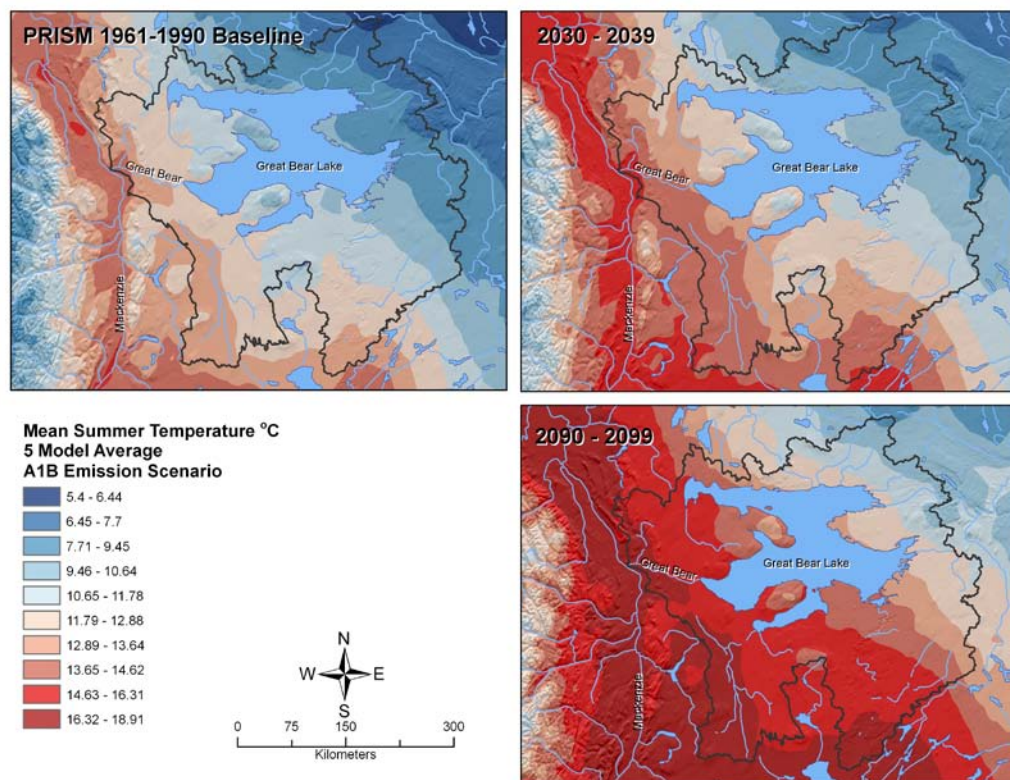 PRISM 1961-1990 Baseline
Great Bear
Great Bear Lake
Mackenzie
2030 - 2039
Great Bear
Great Bear Lake
Mackenzie
Mean Summer Temperature °C
5 Model Average
A1B Emission Scenario
5.4 - 6.44
6.45 - 7.7
7.71 - 9.45
9.46 - 10.64
10.65 - 11.78
11.79 - 12.88
12.89 - 13.64
13.65 - 14.62
14.63 - 16.31
16.32 - 18.91
N
W E
S
0 75 150 300
Kilometers
2090 - 2099
Great Bear
Great Bear Lake
Mackenzie